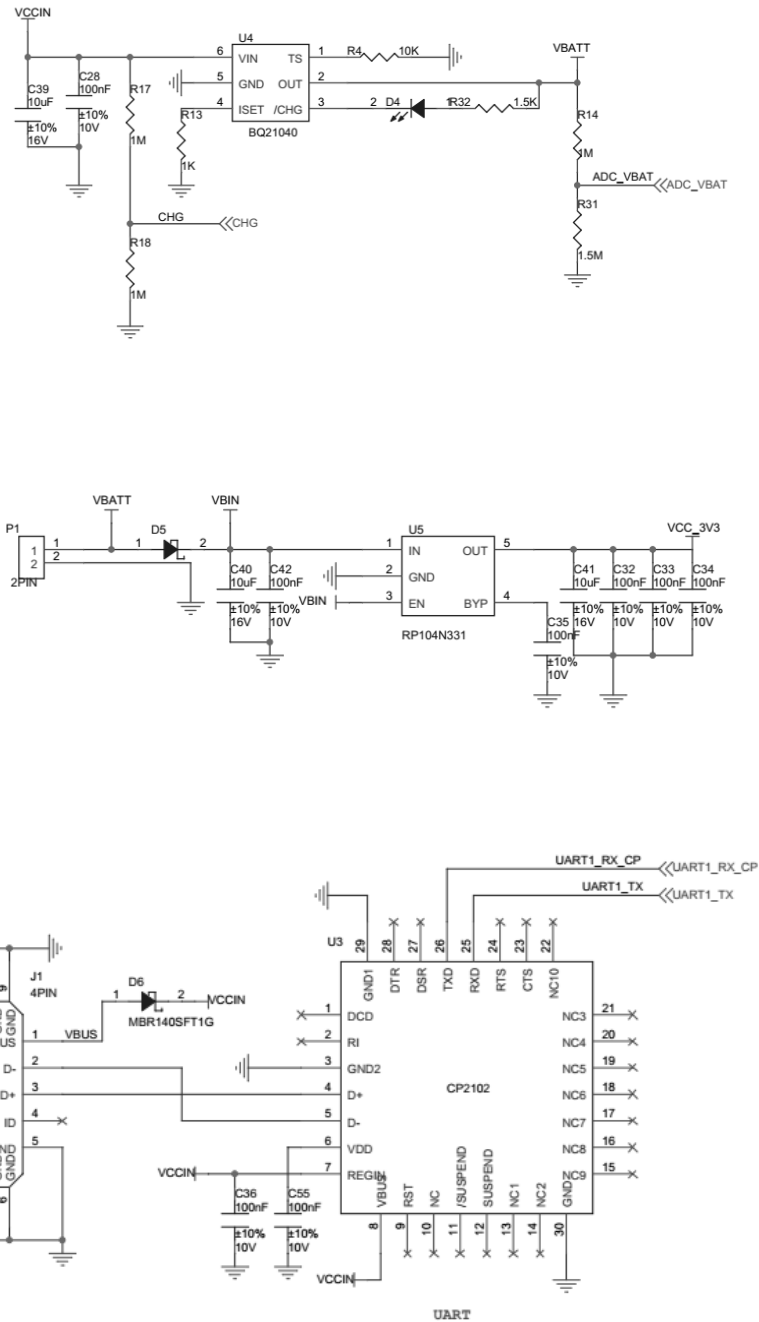 VCCIN
U4
6 VIN TS 1 R4 10K
VBATT
C39
10uF
±10%
16V
C28
100nF
±10%
10V
R17
1M
5 GND OUT 2
4 ISET /CHG 3 2 D4 1 R32 1.5K
R13
1K
BQ21040
R14
1M
ADC_VBAT ADC_VBAT
R31
1.5M
CHG CHG
R18
1M
P1
1 1
2 2
2PIN
VBATT
1 D5 2
VBIN
C40
10uF
±10%
16V
C42
100nF
±10%
10V
U5
1 IN OUT 5
2 GND
VBIN 3 EN BYP 4
RP104N331
C35
100nF
±10%
10V
VCC_3V3
C41
10uF
±10%
16V
C32
100nF
±10%
10V
C33
100nF
±10%
10V
C34
100nF
±10%
10V
UART1_RX_CP UART1_RX_CP
UART1_TX UART1_TX
U3
29 28 27 26 25 24 23 22
GND1 DTR DSR TXD RXD RTS CTS NC10
J1
4PIN
9
GND
US 1 VBUS
1 D6 2 VCCIN
MBR140SFT1G
D- 2
D+ 3
ID 4
ND 5
GND
1 DCD NC3 21
2 RI NC4 20
3 GND2 NC5 19
CP2102
4 D+ NC6 18
5 D- NC7 17
6 VDD NC8 16
VCCIN 7 REGIN NC9 15
VBUS RST NC /SUSPEND SUSPEND NC1 NC2 GND
8 9 10 11 12 13 14 30
C36
100nF
±10%
10V
C55
100nF
±10%
10V
VCCIN
UART